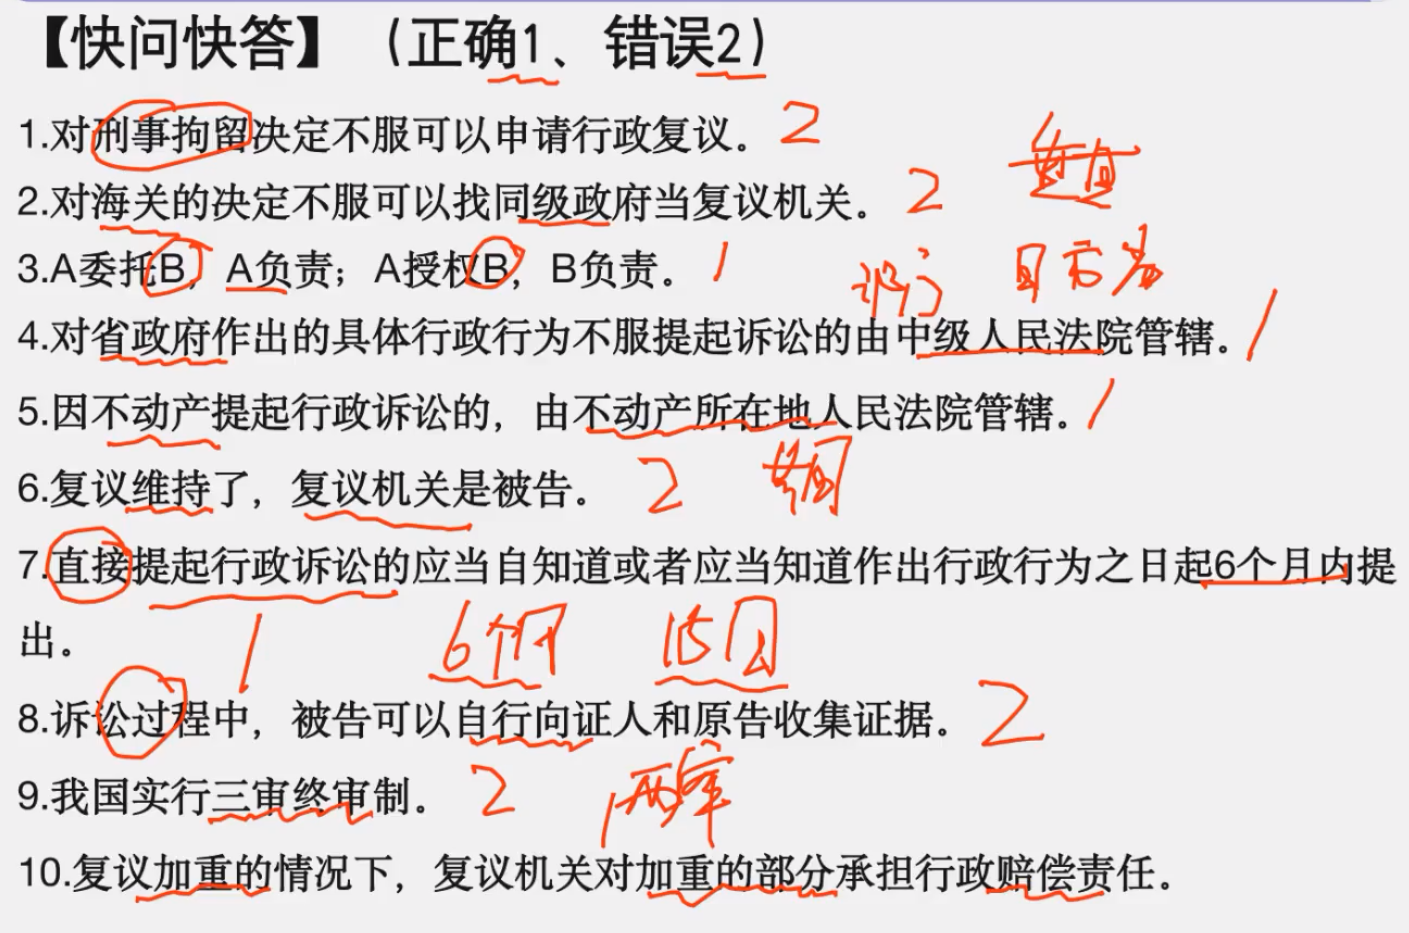 【快问快答】（正确1、错误2）
1.对刑事拘留决定不服可以申请行政复议。 2
2.对海关的决定不服可以找同级政府当复议机关。 2 垂直
3.A委托B，A负责；A授权B，B负责。 1
4.对省政府作出的具体行政行为不服提起诉讼的由中级人民法院管辖。 1
5.因不动产提起行政诉讼的，由不动产所在地人民法院管辖。 1
6.复议维持了，复议机关是被告。 2 共同
7.直接提起行政诉讼的应当自知道或者应当知道作出行政行为之日起6个月内提
出。 1 6个月 15日
8.诉讼过程中，被告可以自行向证人和原告收集证据。 2
9.我国实行三审终审制。 2 两审
10.复议加重的情况下，复议机关对加重的部分承担行政赔偿责任。